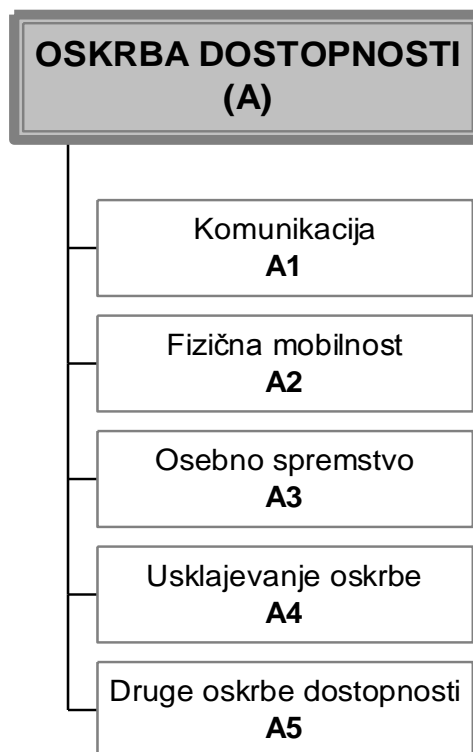 OSKRBA DOSTOPNOSTI
(A)
Komunikacija
A1
Fizična mobilnost
A2
Osebno spremstvo
A3
Usklajevanje oskrbe
A4
Druge oskrbe dostopnosti
A5